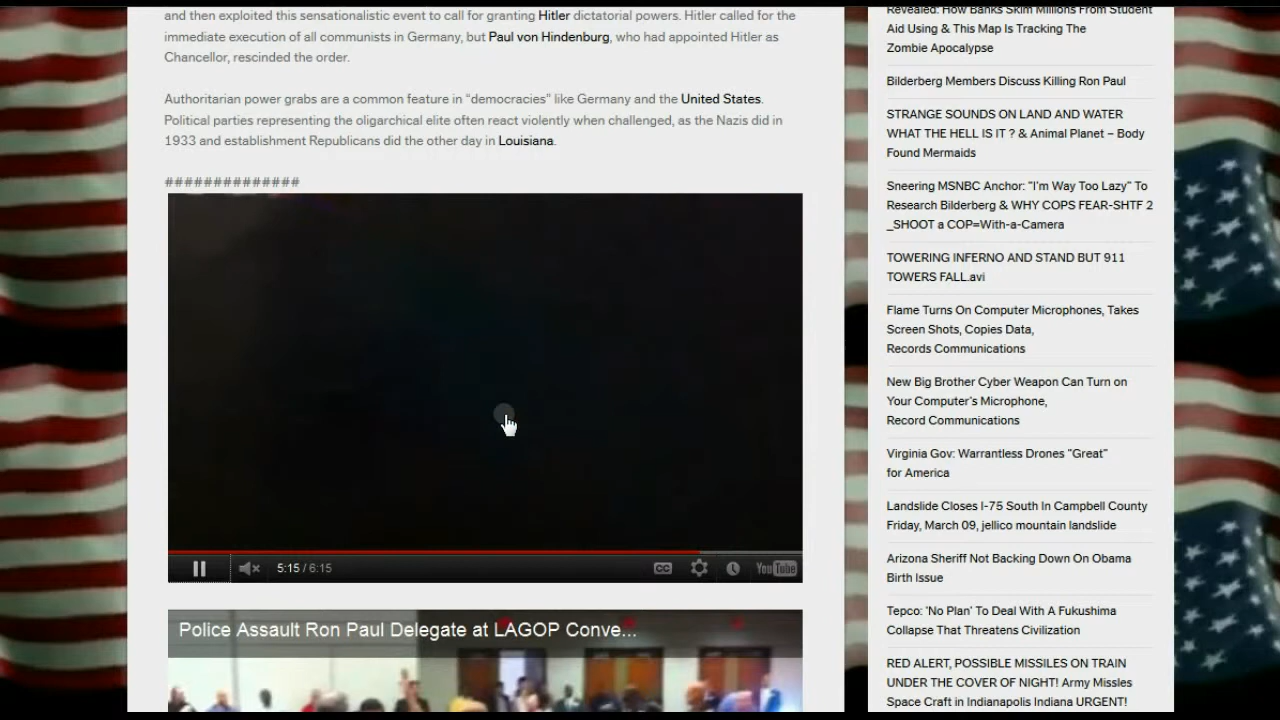 and then exploited this sensationalistic event to call for granting Hitler dictatorial powers. Hitler called for the
immediate execution of all communists in Germany, but Paul von Hindenburg, who had appointed Hitler as
Chancellor, rescinded the order.
Authoritarian power grabs are a common feature in “democracies” like Germany and the United States.
Political parties representing the oligarchical elite often react violently when challenged, as the Nazis did in
1933 and establishment Republicans did the other day in Louisiana.
##############
5:15 / 6:15
CC
YouTube
Police Assault Ron Paul Delegate at LAGOP Conve...
Revealed: How Banks Skim Millions From Student
Aid Using & This Map Is Tracking The
Zombie Apocalypse
Bilderberg Members Discuss Killing Ron Paul
STRANGE SOUNDS ON LAND AND WATER
WHAT THE HELL IS IT ? & Animal Planet – Body
Found Mermaids
Sneering MSNBC Anchor: “I’m Way Too Lazy” To
Research Bilderberg & WHY COPS FEAR-SHTF 2
_SHOOT a COP=With-a-Camera
TOWERING INFERNO AND STAND BUT 911
TOWERS FALL.avi
Flame Turns On Computer Microphones, Takes
Screen Shots, Copies Data,
Records Communications
New Big Brother Cyber Weapon Can Turn on
Your Computer’s Microphone,
Record Communications
Virginia Gov: Warrantless Drones “Great”
for America
Landslide Closes I-75 South In Campbell County
Friday, March 09, jellico mountain landslide
Arizona Sheriff Not Backing Down On Obama
Birth Issue
Tepco: ‘No Plan’ To Deal With A Fukushima
Collapse That Threatens Civilization
RED ALERT, POSSIBLE MISSILES ON TRAIN
UNDER THE COVER OF NIGHT! Army Missles
Space Craft in Indianapolis Indiana URGENT!